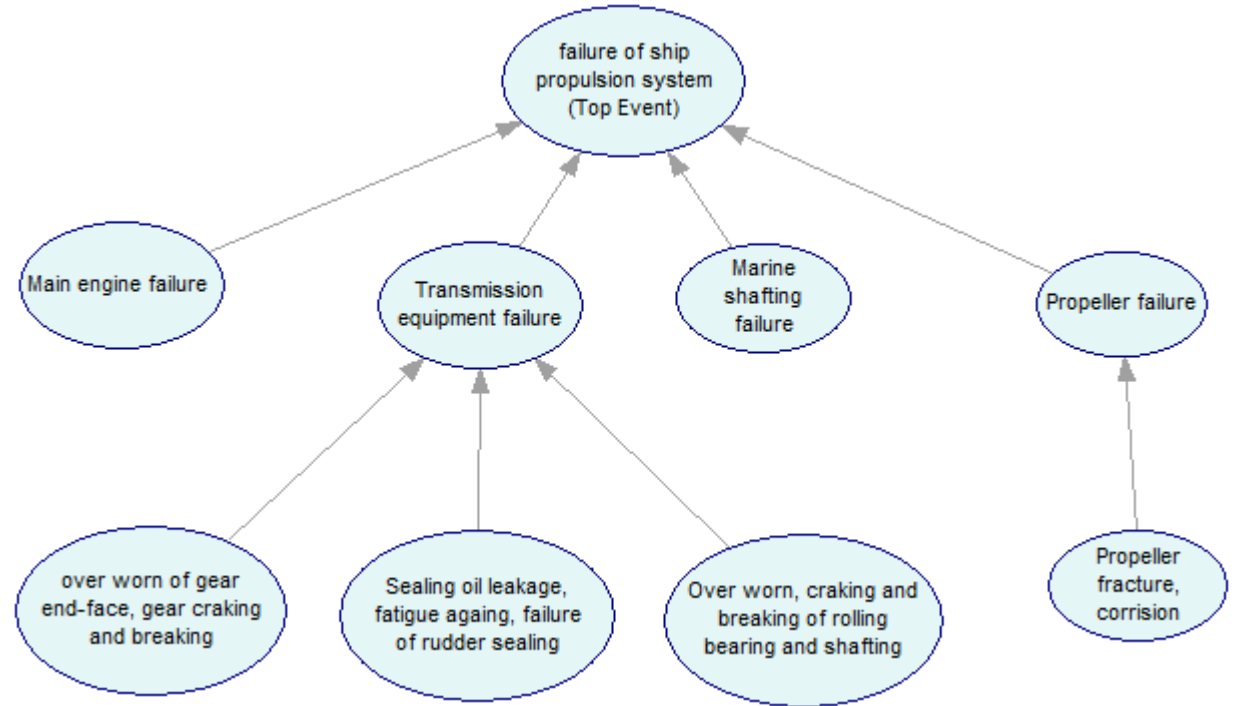 failure of ship
propulsion system
(Top Event)
Main engine failure
Transmission
equipment failure
Marine
shafting
failure
Propeller failure
over worn of gear
end-face, gear craking
and breaking
Sealing oil leakage,
fatigue againg, failure
of rudder sealing
Over worn, craking and
breaking of rolling
bearing and shafting
Propeller
fracture,
corrision